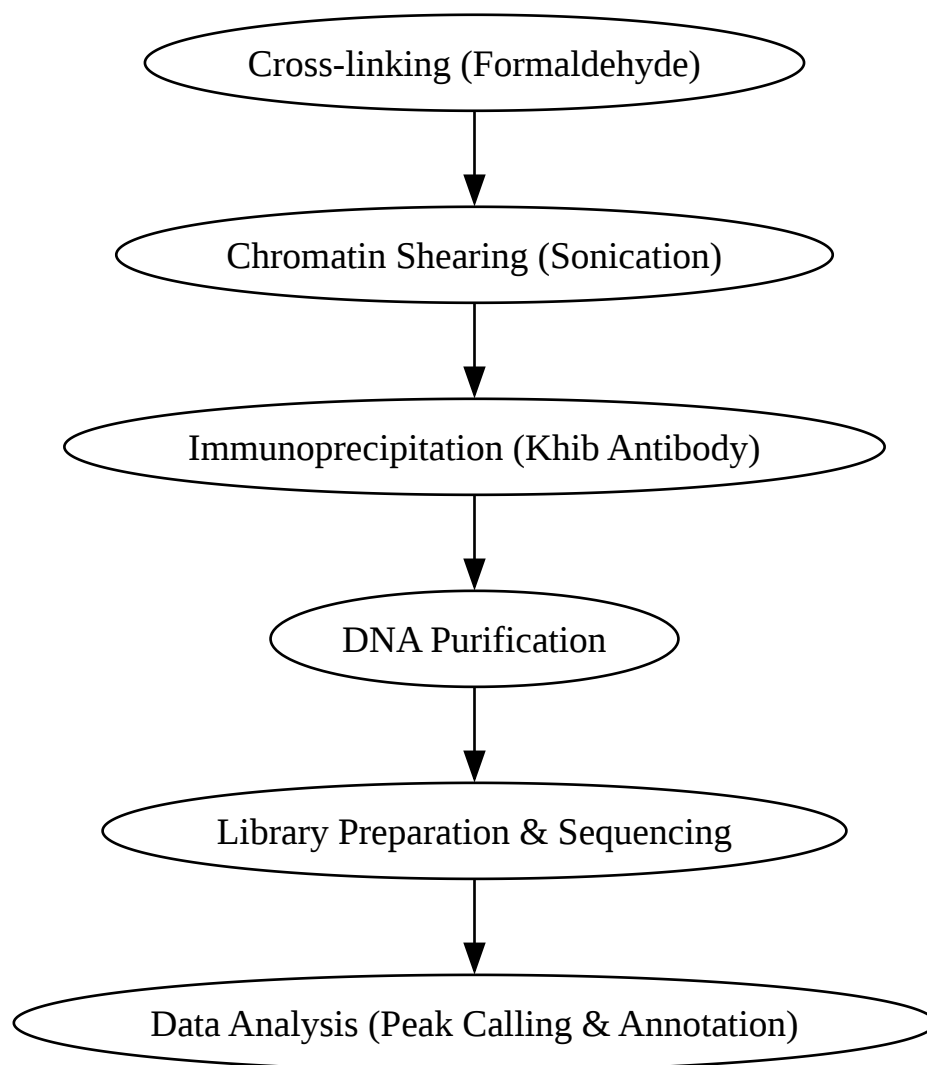 Cross-linking (Formaldehyde)
Chromatin Shearing (Sonication)
Immunoprecipitation (Khib Antibody)
DNA Purification
Library Preparation & Sequencing
Data Analysis (Peak Calling & Annotation)